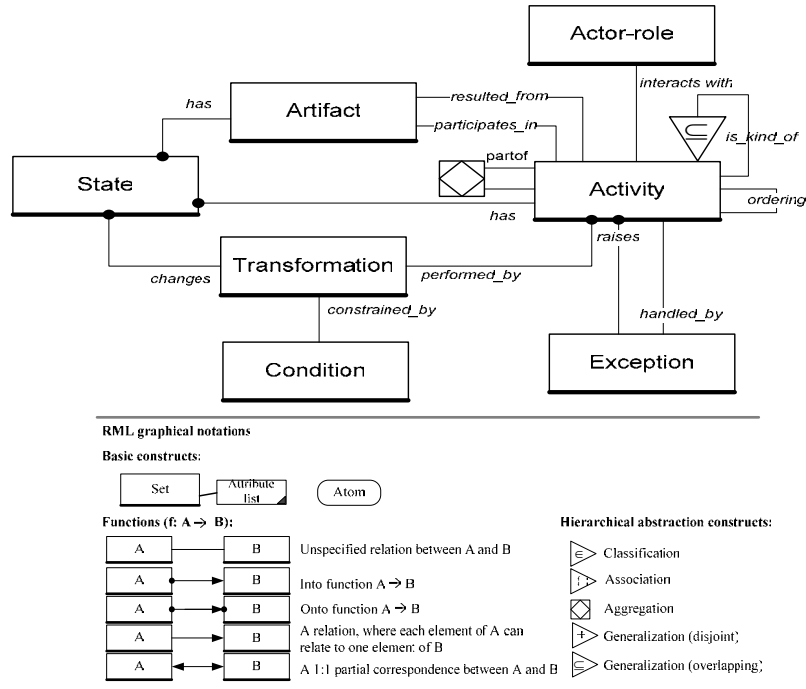 Actor-role
interacts with
Artifact
resulted_from
participates_in
has
is_kind_of
partof
State
Activity
ordering
has
raises
Transformation
changes
performed_by
constrained_by
handled_by
Condition
Exception
RML graphical notations
Basic constructs:
Set
Attribute
list
Atom
Functions (f: A → B):
Hierarchical abstraction constructs:
A B Unspecified relation between A and B
∈ Classification
A B Into function A → B
{ } Association
A B Onto function A → B
Aggregation
A B A relation, where each element of A can
relate to one element of B
+ Generalization (disjoint)
A B A 1:1 partial correspondence between A and B
⊆ Generalization (overlapping)